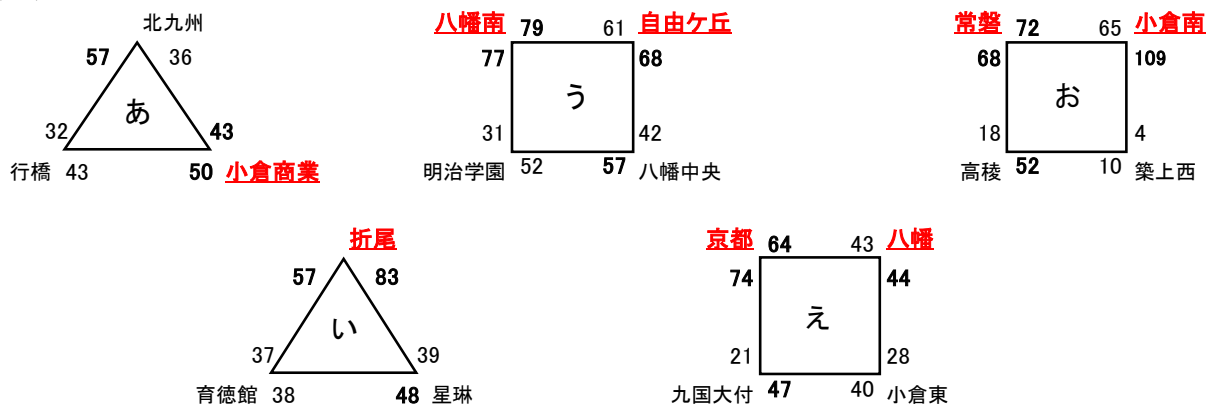 北九州
57 36
あ
32 43
行橋 43 50 小倉商業
八幡南 79 61 自由ケ丘
77 68
う
31 42
明治学園 52 57 八幡中央
常磐 72 65 小倉南
68 109
お
18 4
高稜 52 10 築上西
折尾
57 83
い
37 39
育徳館 38 48 星琳
京都 64 43 八幡
74 44
え
21 28
九国大付 47 40 小倉東